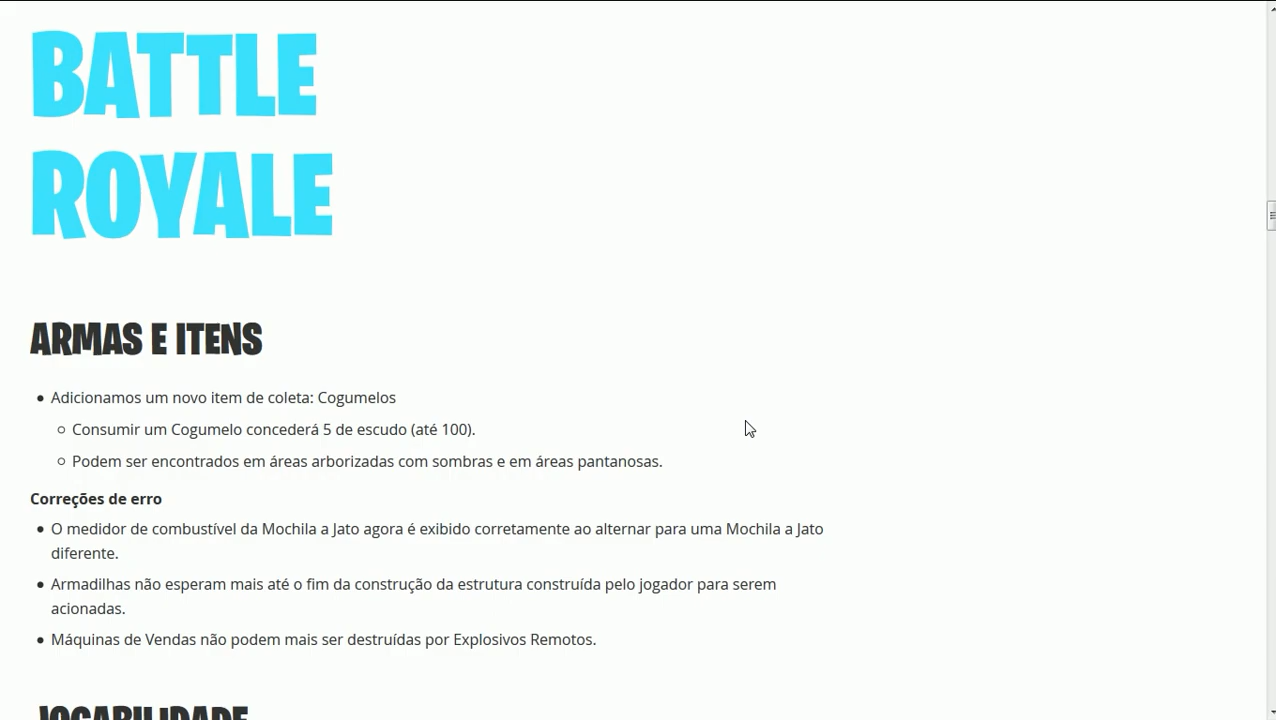 BATTLE
ROYALE
ARMAS E ITENS
Adicionamos um novo item de coleta: Cogumelos
Consumir um Cogumelo concederá 5 de escudo (até 100).
Podem ser encontrados em áreas arborizadas com sombras e em áreas pantanosas.
Correções de erro
O medidor de combustível da Mochila a Jato agora é exibido corretamente ao alternar para uma Mochila a Jato
diferente.
Armadilhas não esperam mais até o fim da construção da estrutura construída pelo jogador para serem
acionadas.
Máquinas de Vendas não podem mais ser destruídas por Explosivos Remotos.
JOGABILIDADE